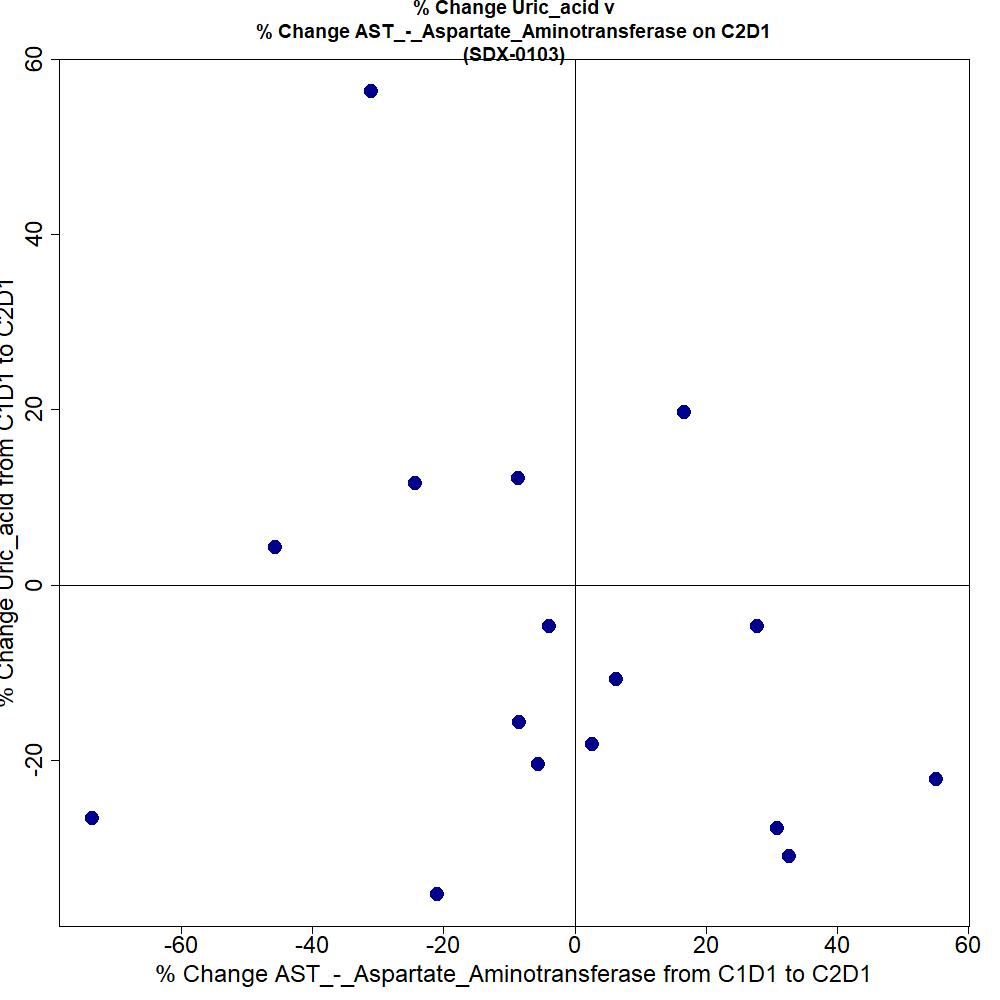 % Change Uric_acid v
% Change AST_-_Aspartate_Aminotransferase on C2D1
(SDX-0103)
% Change Uric_acid from C1D1 to C2D1
60
40
20
0
-20
-60 -40 -20 0 20 40 60
% Change AST_-_Aspartate_Aminotransferase from C1D1 to C2D1